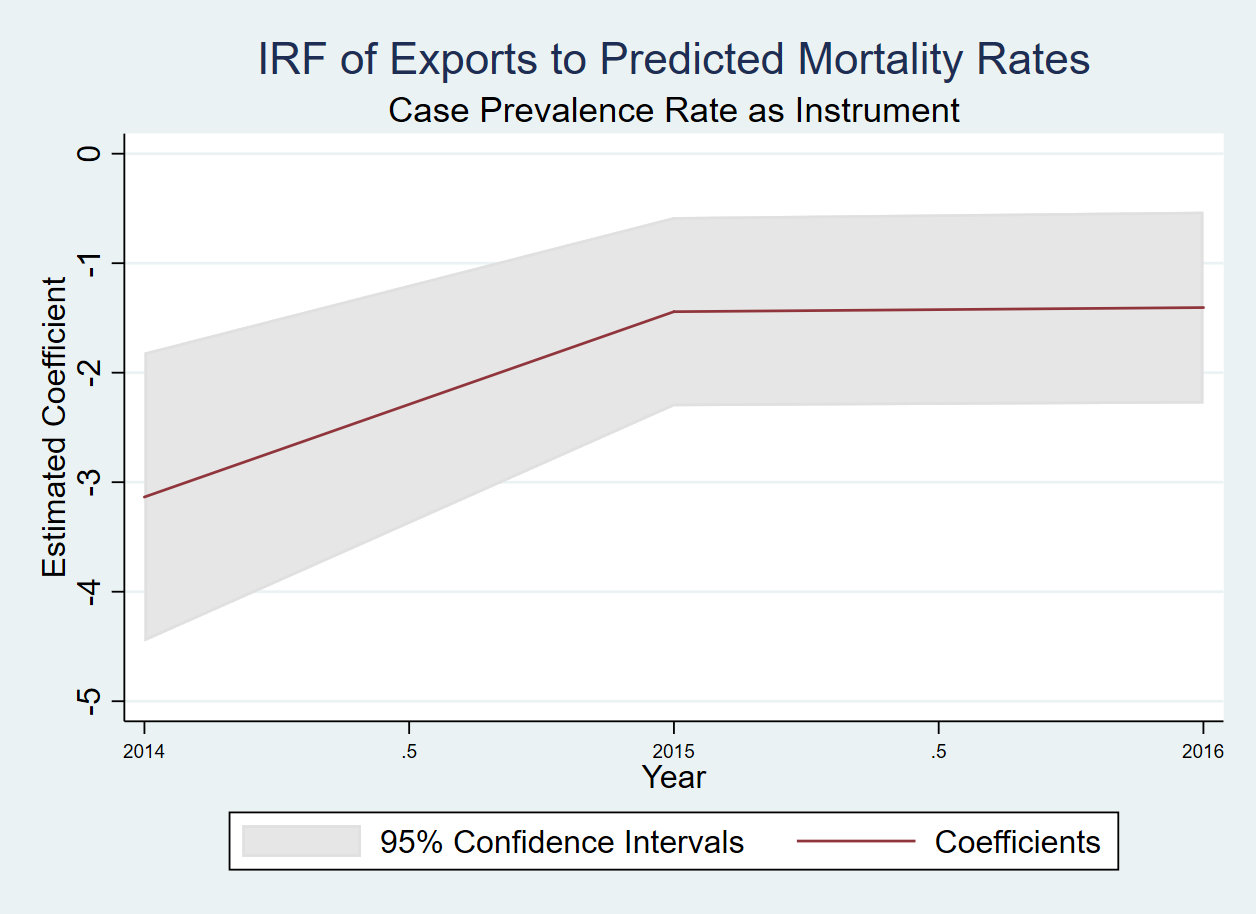 IRF of Exports to Predicted Mortality Rates
Case Prevalence Rate as Instrument
Estimated Coefficient
0
-1
-2
-3
-4
-5
2014 .5 2015 .5 2016
Year
95% Confidence Intervals Coefficients